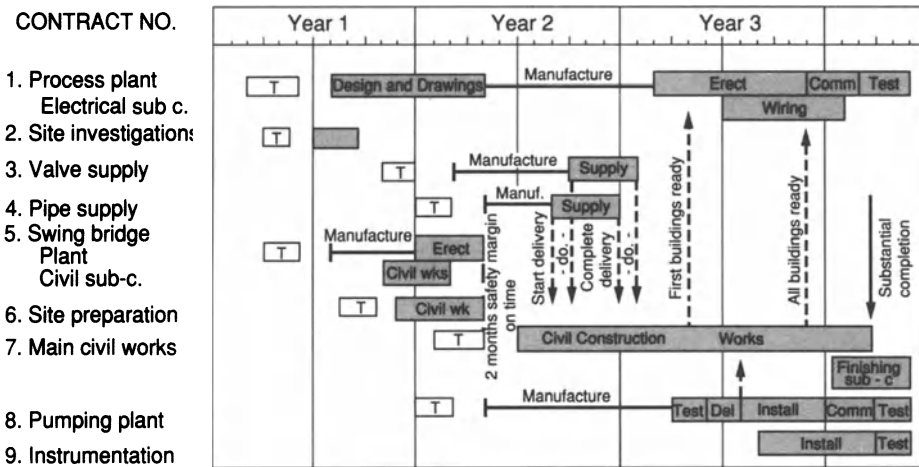 CONTRACT NO.
Year 1
Year 2
Year 3
1. Process plant
Electrical sub c.
T
Design and Drawings
Manufacture
Erect
Comm
Test
Wiring
2. Site investigations
T
3. Valve supply
T
Manufacture
Supply
4. Pipe supply
T
Manuf.
Supply
5. Swing bridge
Plant
Civil sub-c.
T
Manufacture
Erect
Civil wks
2 months safety margin
on time
Start delivery
- do. -
Complete
delivery
- do. -
First buildings ready
All buildings ready
Substantial
completion
6. Site preparation
T
Civil wk
7. Main civil works
T
Civil Construction Works
Finishing
sub - c
8. Pumping plant
T
Manufacture
Test
Del
Install
Comm
Test
9. Instrumentation
Install
Test